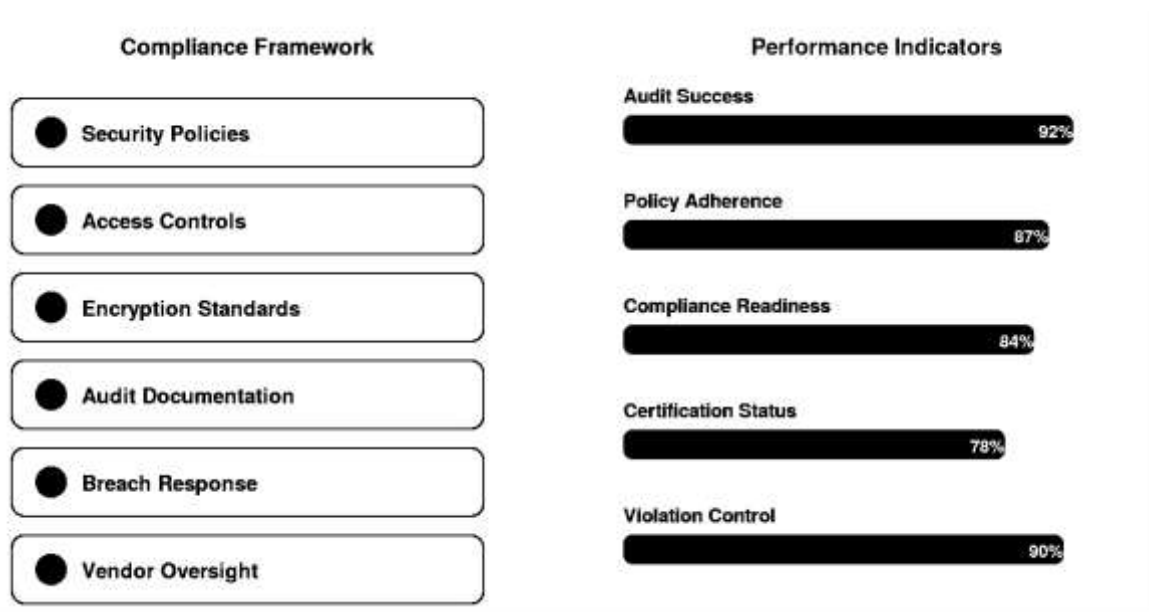 Compliance Framework
Security Policies
Access Controls
Encryption Standards
Audit Documentation
Breach Response
Vendor Oversight
Performance Indicators
Audit Success
92%
Policy Adherence
87%
Compliance Readiness
84%
Certification Status
78%
Violation Control
90%